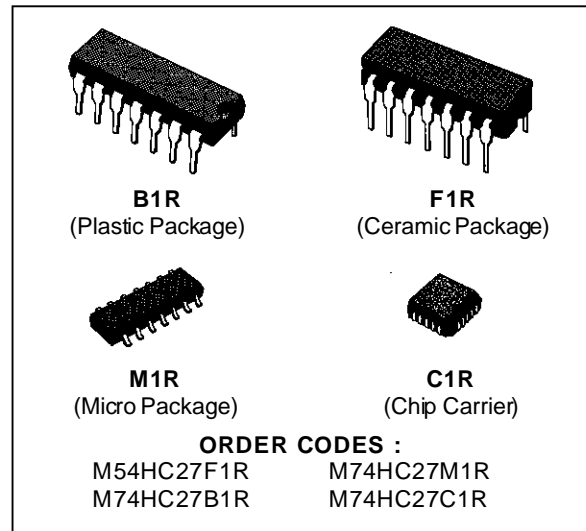 B1R
(Plastic Package)
F1R
(Ceramic Package)
M1R
(Micro Package)
C1R
(Chip Carrier)
ORDER CODES :
M54HC27F1R M74HC27M1R
M74HC27B1R M74HC27C1R